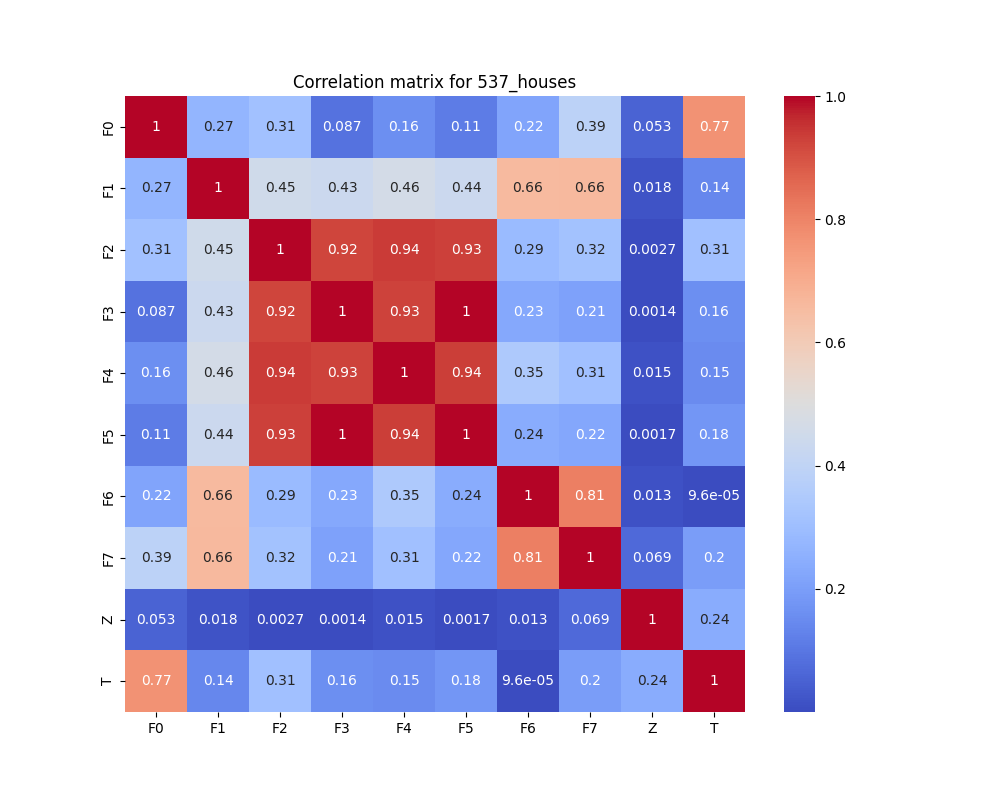 Correlation matrix for 537_houses
F0 1 0.27 0.31 0.087 0.16 0.11 0.22 0.39 0.053 0.77
F1 0.27 1 0.45 0.43 0.46 0.44 0.66 0.66 0.018 0.14
F2 0.31 0.45 1 0.92 0.94 0.93 0.29 0.32 0.0027 0.31
F3 0.087 0.43 0.92 1 0.93 1 0.23 0.21 0.0014 0.16
F4 0.16 0.46 0.94 0.93 1 0.94 0.35 0.31 0.015 0.15
F5 0.11 0.44 0.93 1 0.94 1 0.24 0.22 0.0017 0.18
F6 0.22 0.66 0.29 0.23 0.35 0.24 1 0.81 0.013 9.6e-05
F7 0.39 0.66 0.32 0.21 0.31 0.22 0.81 1 0.069 0.2
Z 0.053 0.018 0.0027 0.0014 0.015 0.0017 0.013 0.069 1 0.24
T 0.77 0.14 0.31 0.16 0.15 0.18 9.6e-05 0.2 0.24 1
F0 F1 F2 F3 F4 F5 F6 F7 Z T
1.0
0.8
0.6
0.4
0.2